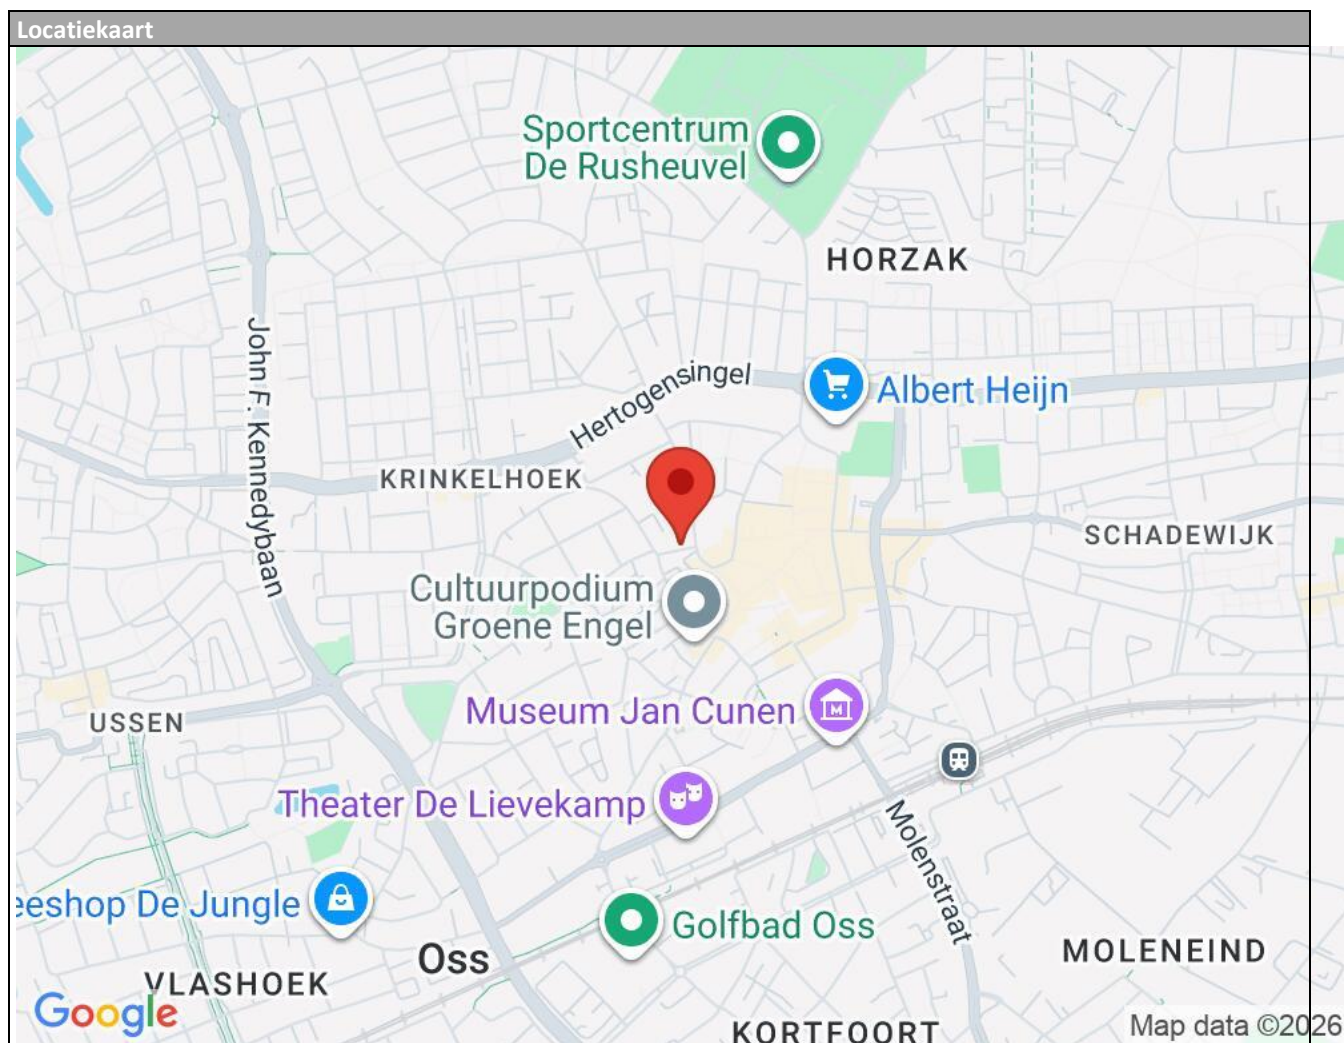 Locatiekaart
Sportcentrum
De Rusheuvel
HORZAK
John F. Kennedybaan
Hertogensingel
Albert Heijn
KRINKELHOEK
SCHADEWIJK
Cultuurpodium
Groene Engel
Museum Jan Cunen
USSEN
Theater De Lievekamp
Molenstraat
eeshop De Jungle
Golfbad Oss
Oss
MOLENEIND
VLASHOEK
Google
KORTFOORT
Map data ©2026